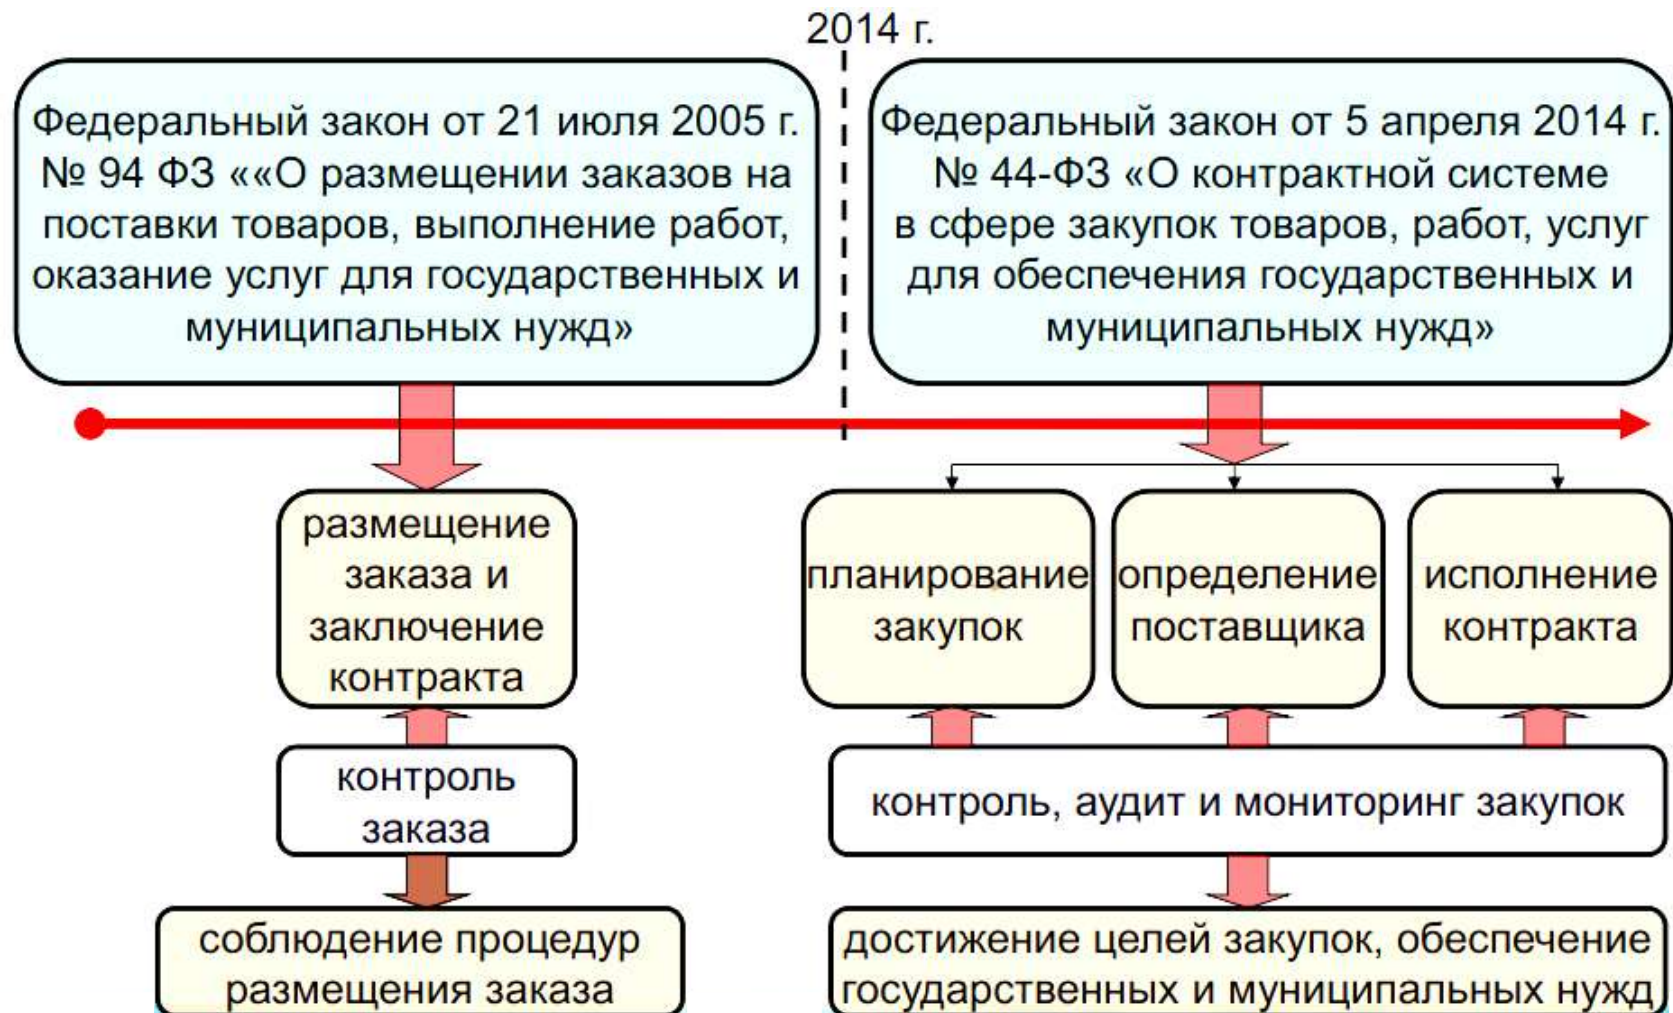 2014 г.
Федеральный закон от 21 июля 2005 г.
№ 94 ФЗ ««О размещении заказов на
поставки товаров, выполнение работ,
оказание услуг для государственных и
муниципальных нужд»
Федеральный закон от 5 апреля 2014 г.
№ 44-ФЗ «О контрактной системе
в сфере закупок товаров, работ, услуг
для обеспечения государственных и
муниципальных нужд»
размещение
заказа и
заключение
контракта
планирование
закупок
определение
поставщика
исполнение
контракта
контроль
заказа
контроль, аудит и мониторинг закупок
соблюдение процедур
размещения заказа
достижение целей закупок, обеспечение
государственных и муниципальных нужд